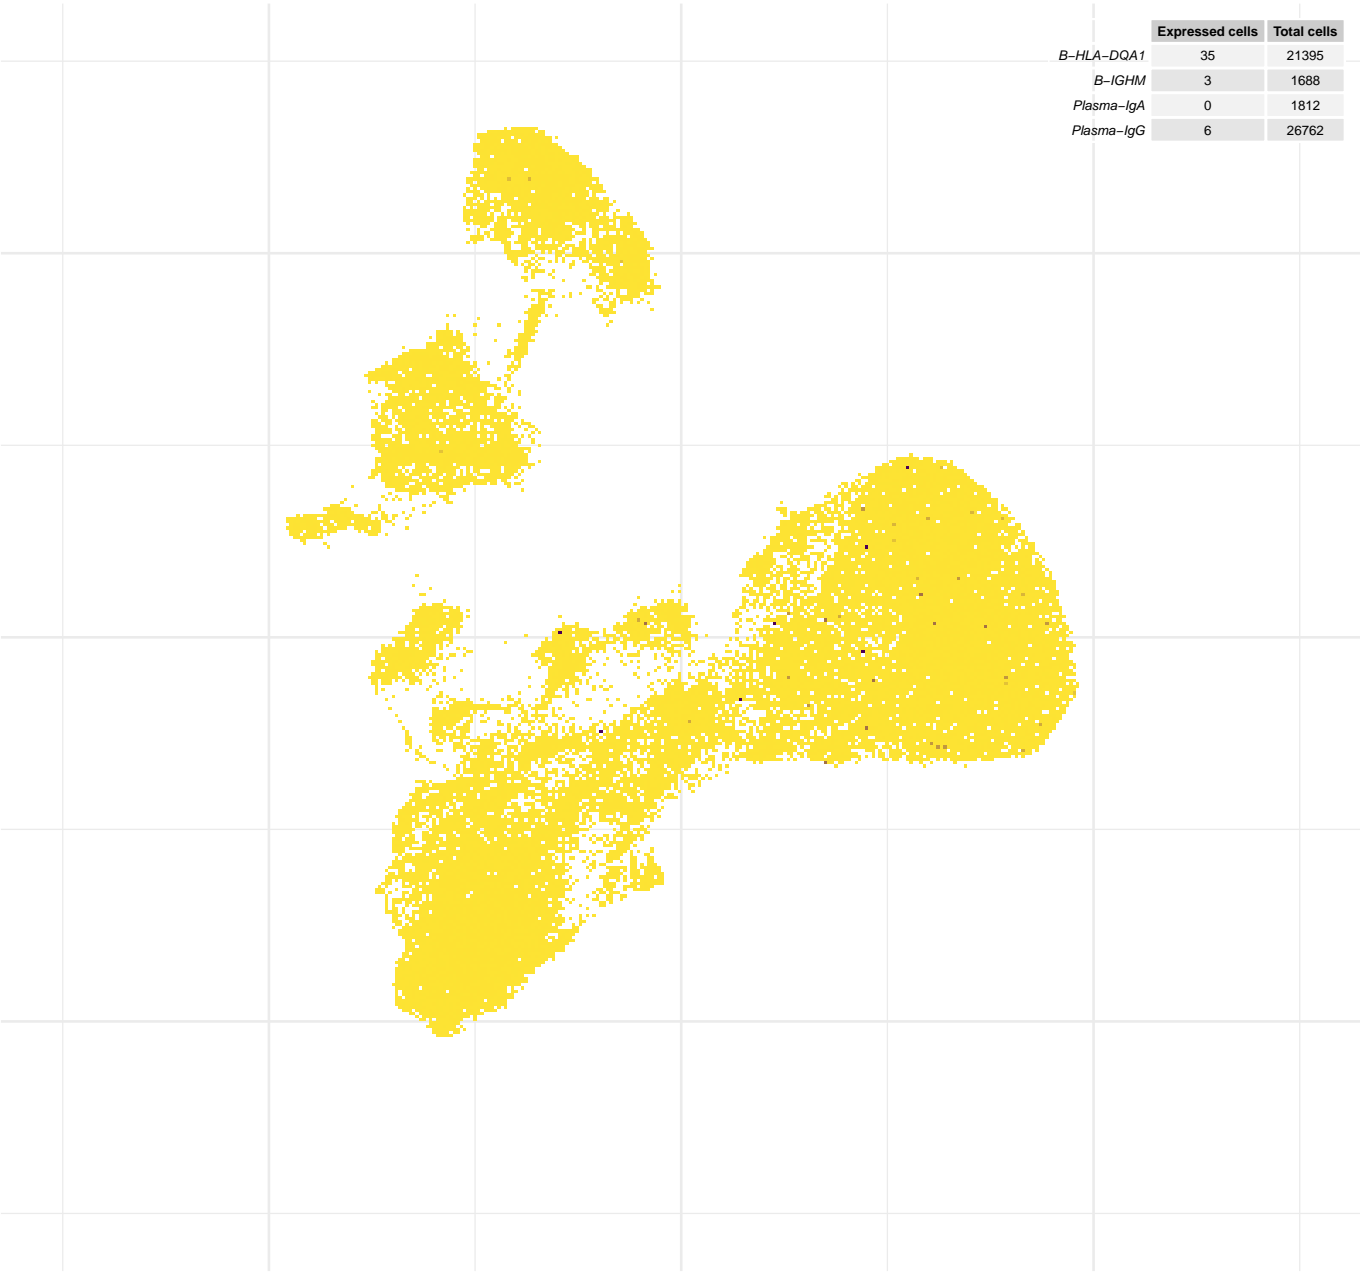 Expressed cells Total cells
B−HLA−DQA1 35 21395
B−IGHM 3 1688
Plasma−IgA 0 1812
Plasma−IgG 6 26762